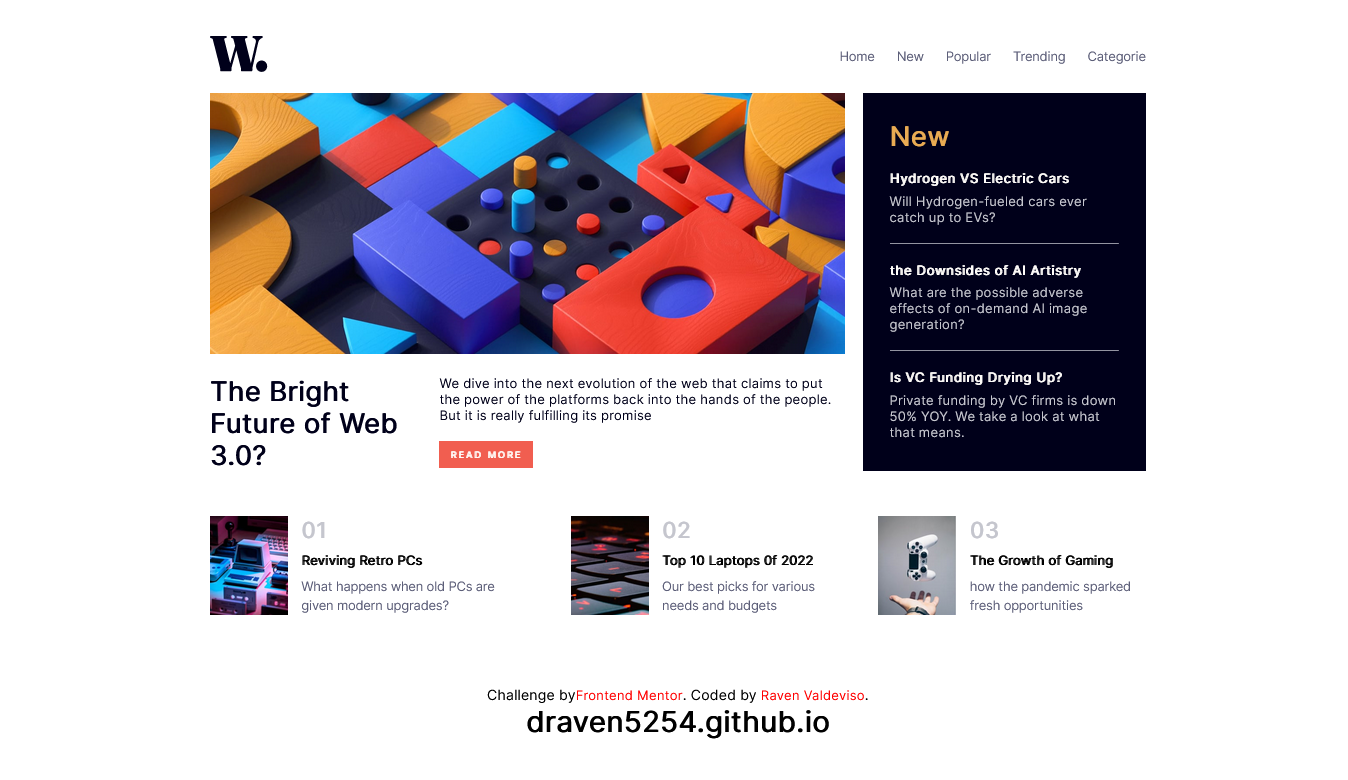 W.
Home New Popular Trending Categorie
New
Hydrogen VS Electric Cars
Will Hydrogen-fueled cars ever
catch up to EVs?
the Downsides of AI Artistry
What are the possible adverse
effects of on-demand AI image
generation?
Is VC Funding Drying Up?
Private funding by VC firms is down
50% YOY. We take a look at what
that means.
The Bright
Future of Web
3.0?
We dive into the next evolution of the web that claims to put
the power of the platforms back into the hands of the people.
But it is really fulfilling its promise
READ MORE
01
Reviving Retro PCs
What happens when old PCs are
given modern upgrades?
02
Top 10 Laptops 0f 2022
Our best picks for various
needs and budgets
03
The Growth of Gaming
how the pandemic sparked
fresh opportunities
Challenge byFrontend Mentor. Coded by Raven Valdeviso.
draven5254.github.io